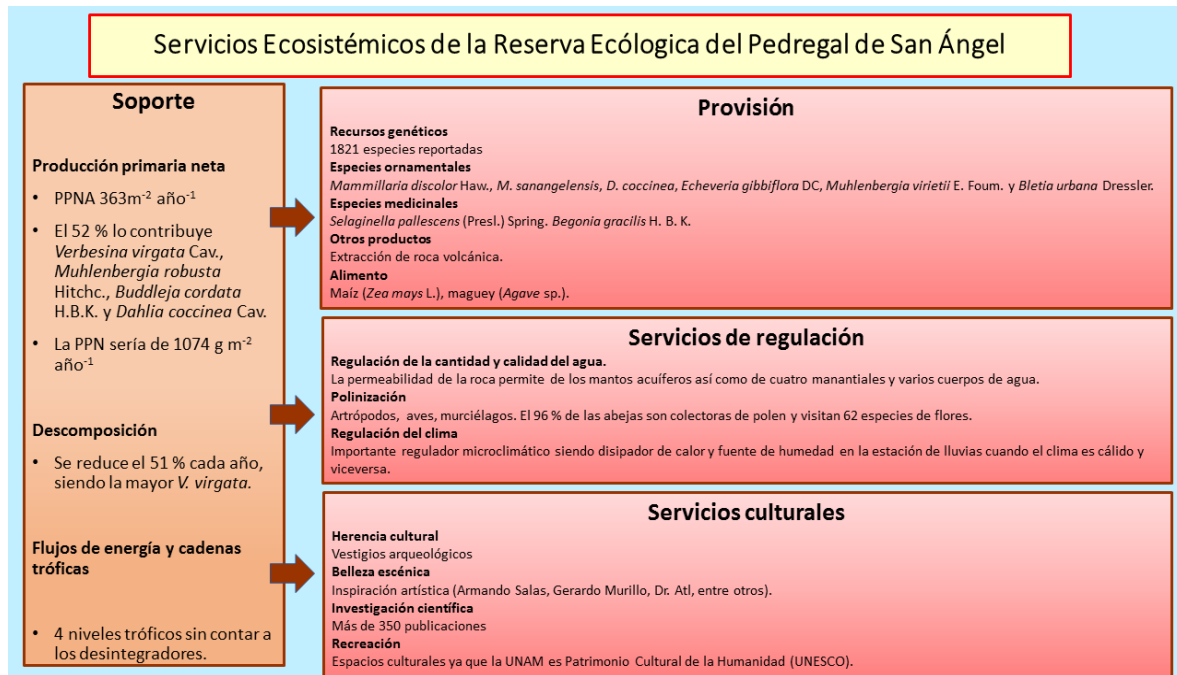 Servicios Ecosistémicos de la Reserva Ecólogica del Pedregal de San Ángel
Soporte
Producción primaria neta
• PPNA 363m⁻² año⁻¹
• El 52 % lo contribuye
Verbesina virgata Cav.,
Muhlenbergia robusta
Hitchc., Buddleja cordata
H.B.K. y Dahlia coccinea Cav.
• La PPN sería de 1074 g m⁻²
año⁻¹
Descomposición
• Se reduce el 51 % cada año,
siendo la mayor V. virgata.
Flujos de energía y cadenas
tróficas
• 4 niveles tróficos sin contar a
los desintegradores.
Provisión
Recursos genéticos
1821 especies reportadas
Especies ornamentales
Mammillaria discolor Haw., M. sanangelensis, D. coccinea, Echeveria gibbiflora DC, Muhlenbergia virietii E. Foum. y Bletia urbana Dressler.
Especies medicinales
Selaginella pallescens (Presl.) Spring. Begonia gracilis H. B. K.
Otros productos
Extracción de roca volcánica.
Alimento
Maíz (Zea mays L.), maguey (Agave sp.).
Servicios de regulación
Regulación de la cantidad y calidad del agua.
La permeabilidad de la roca permite de los mantos acuíferos así como de cuatro manantiales y varios cuerpos de agua.
Polinización
Artrópodos, aves, murciélagos. El 96 % de las abejas son colectoras de polen y visitan 62 especies de flores.
Regulación del clima
Importante regulador microclimático siendo disipador de calor y fuente de humedad en la estación de lluvias cuando el clima es cálido y
viceversa.
Servicios culturales
Herencia cultural
Vestigios arqueológicos
Belleza escénica
Inspiración artística (Armando Salas, Gerardo Murillo, Dr. Atl, entre otros).
Investigación científica
Más de 350 publicaciones
Recreación
Espacios culturales ya que la UNAM es Patrimonio Cultural de la Humanidad (UNESCO).